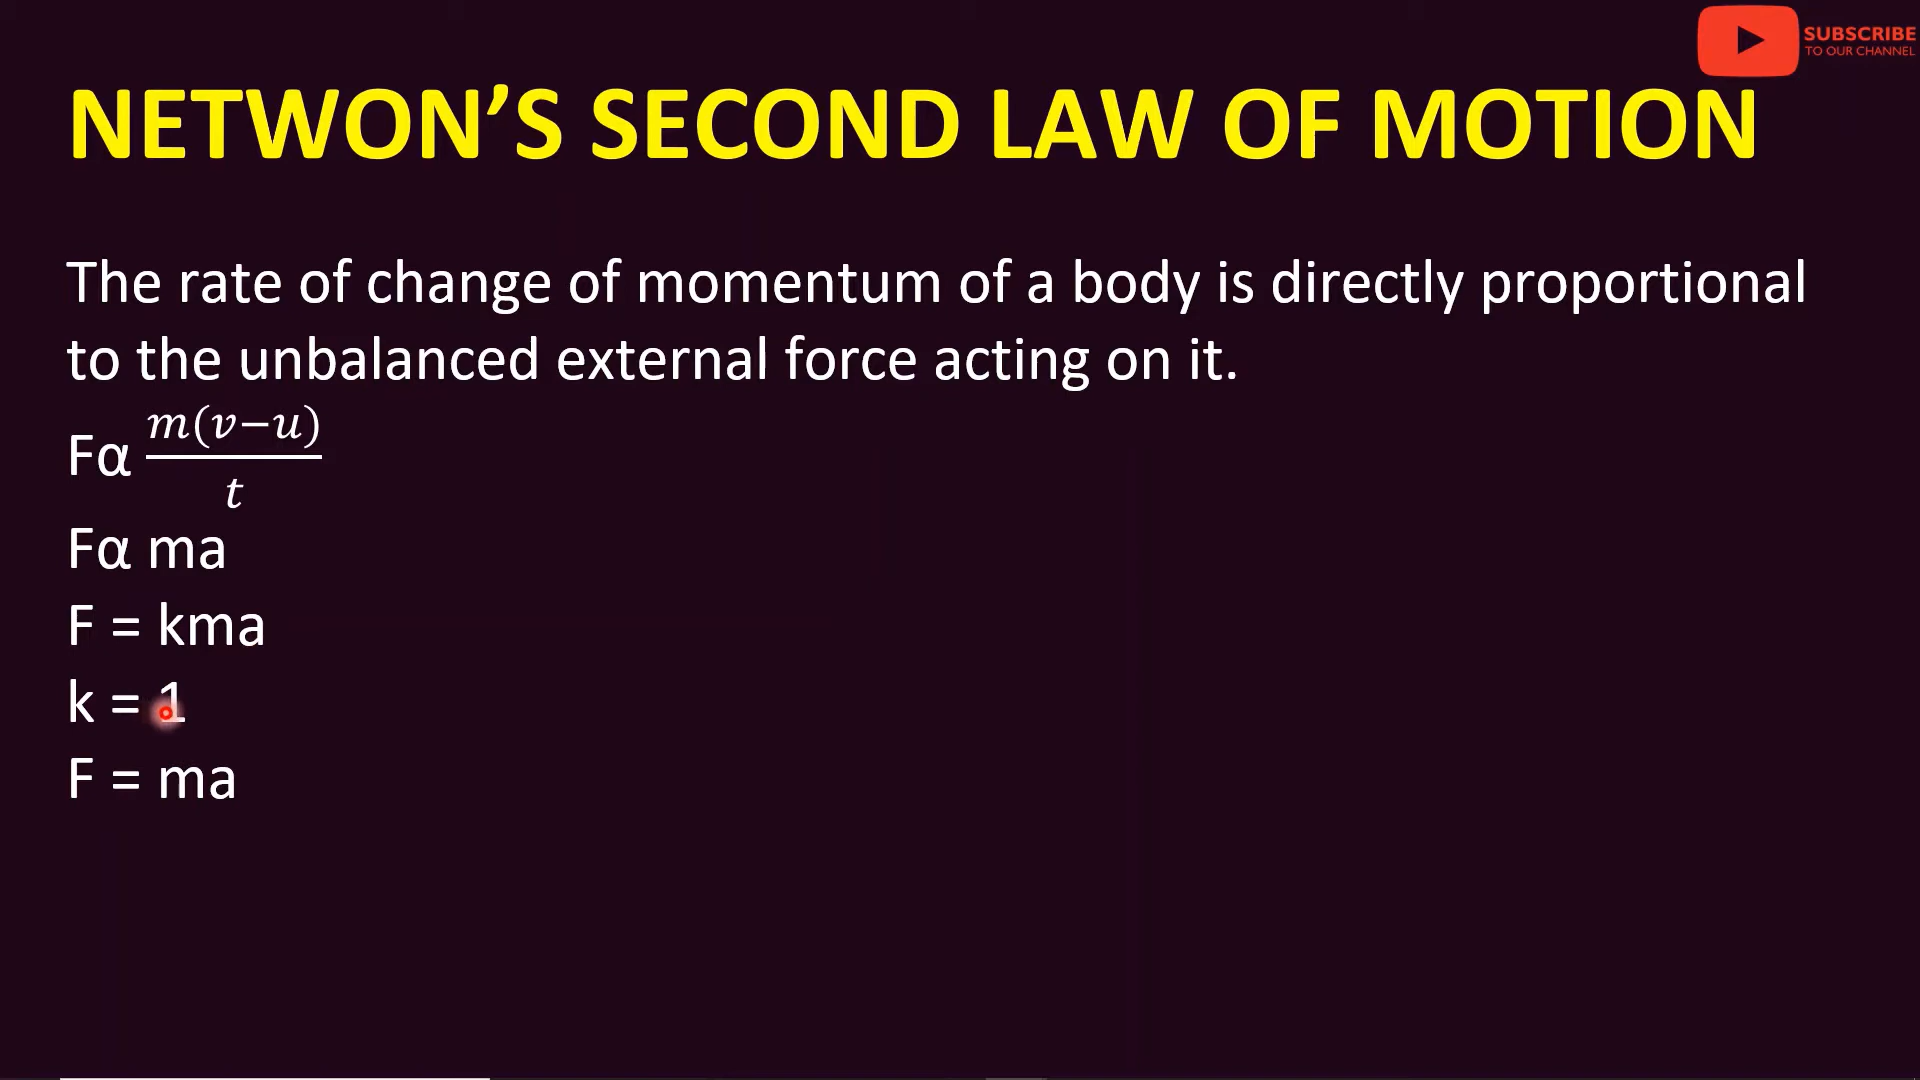 SUBSCRIBE
TO OUR CHANNEL
NETWON’S SECOND LAW OF MOTION
The rate of change of momentum of a body is directly proportional
to the unbalanced external force acting on it.
Fα m(v−u)/t
Fα ma
F = kma
k = 1
F = ma